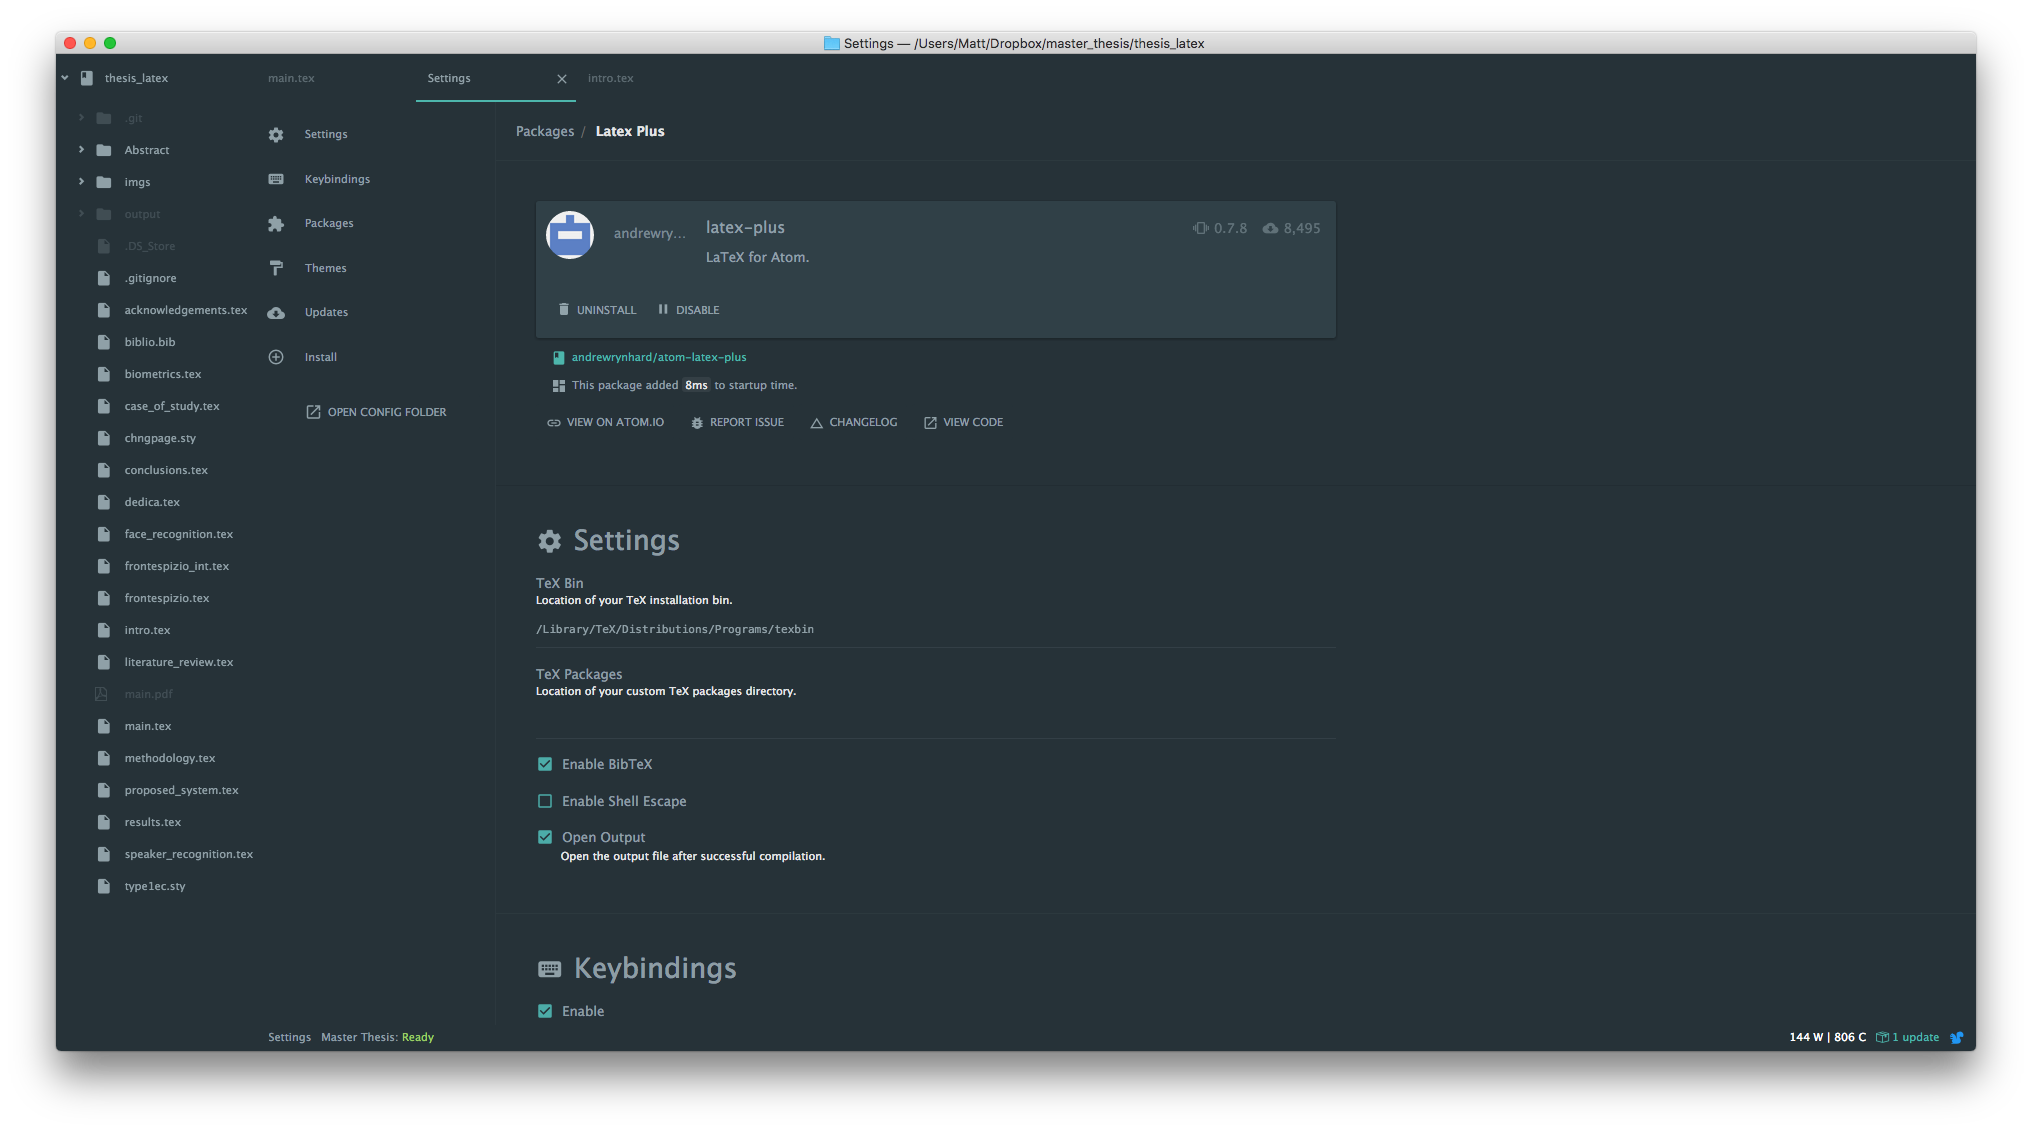 Settings — /Users/Matt/Dropbox/master_thesis/thesis_latex
thesis_latex
main.tex
Settings
intro.tex
.git
Abstract
imgs
output
.DS_Store
.gitignore
acknowledgements.tex
biblio.bib
biometrics.tex
case_of_study.tex
chngpage.sty
conclusions.tex
dedica.tex
face_recognition.tex
frontespizio_int.tex
frontespizio.tex
intro.tex
literature_review.tex
main.pdf
main.tex
methodology.tex
proposed_system.tex
results.tex
speaker_recognition.tex
type1ec.sty
Settings
Keybindings
Packages
Themes
Updates
Install
OPEN CONFIG FOLDER
Packages / Latex Plus
andrewry...
latex-plus
0.7.8
8,495
LaTeX for Atom.
UNINSTALL
DISABLE
andrewrynhard/atom-latex-plus
This package added 8ms to startup time.
VIEW ON ATOM.IO
REPORT ISSUE
CHANGELOG
VIEW CODE
Settings
TeX Bin
Location of your TeX installation bin.
/Library/TeX/Distributions/Programs/texbin
TeX Packages
Location of your custom TeX packages directory.
Enable BibTeX
Enable Shell Escape
Open Output
Open the output file after successful compilation.
Keybindings
Enable
Settings
Master Thesis: Ready
144 W | 806 C
1 update